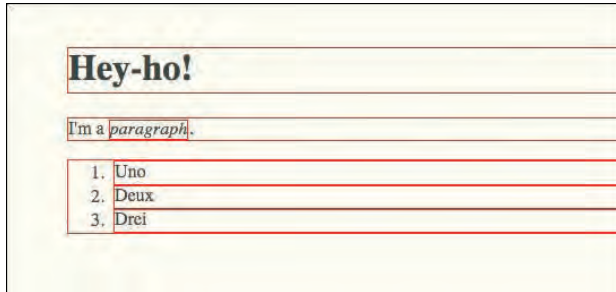 Hey-ho!
I'm a paragraph.
1. Uno
2. Deux
3. Drei